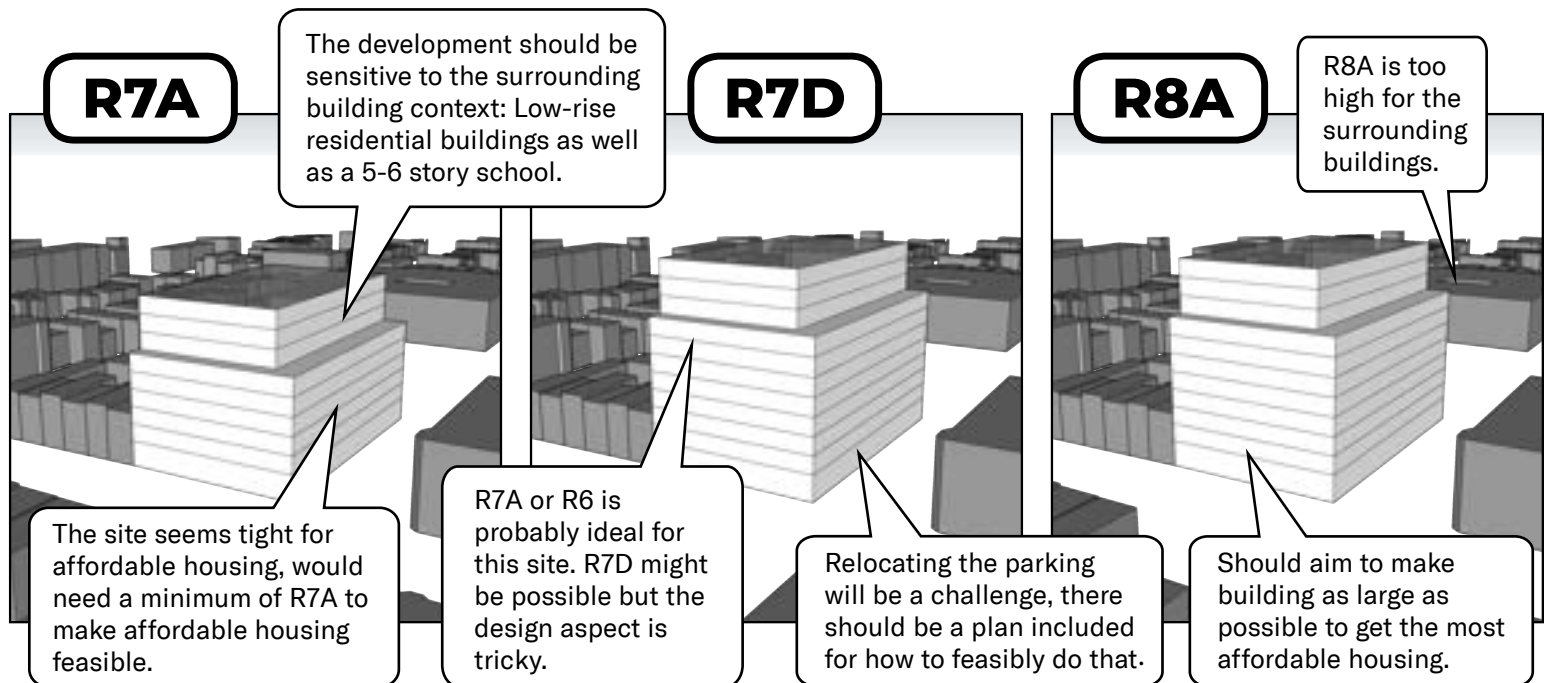 R7A
The development should be
sensitive to the surrounding
building context: Low-rise
residential buildings as well
as a 5-6 story school.
The site seems tight for
affordable housing, would
need a minimum of R7A to
make affordable housing
feasible.
R7D
R7A or R6 is
probably ideal for
this site. R7D might
be possible but the
design aspect is
tricky.
Relocating the parking
will be a challenge, there
should be a plan included
for how to feasibly do that.
R8A
R8A is too
high for the
surrounding
buildings.
Should aim to make
building as large as
possible to get the most
affordable housing.